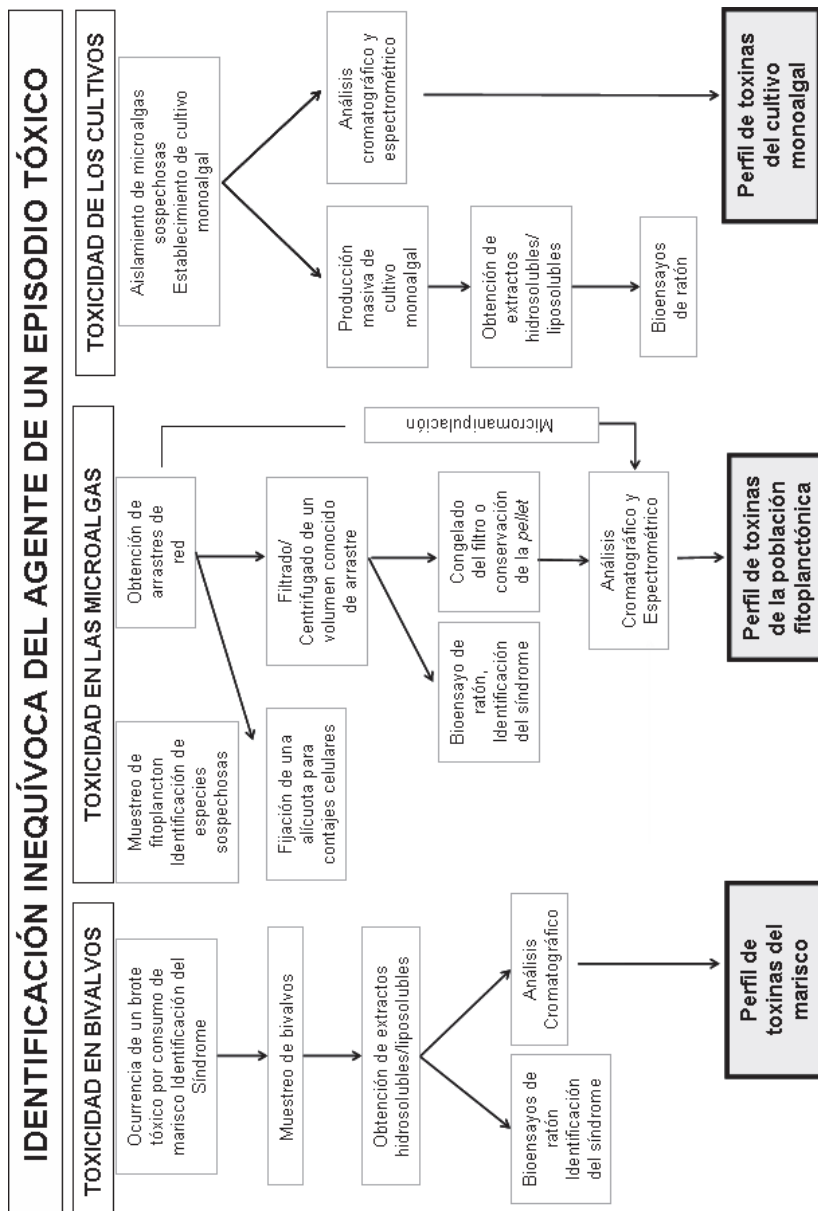 IDENTIFICACIÓN INEQUÍVOCA DEL AGENTE DE UN EPISODIO TÓXICO
TOXICIDAD EN BIVALVOS
Ocurrencia de un brote
tóxico por consumo de
marisco Identificación del
Síndrome
Muestreo de bivalvos
Obtención de extractos
hidrosolubles/liposolubles
Bioensayos de
ratón
Identificación
del síndrome
Análisis
Cromatográfico
Perfil de
toxinas del
marisco
TOXICIDAD EN LAS MICROALGAS
Muestreo de
fitoplancton
Identificación de
especies
sospechosas
Obtención de
arrastres de
red
Fijación de una
alícuota para
contajes celulares
Filtrado/
Centrifugado de un
volumen conocido
de arrastre
Micromanipulación
Bioensayo de
ratón,
Identificación
del síndrome
Congelado
del filtro o
conservación
de la pellet
Análisis
Cromatográfico y
Espectrométrico
Perfil de toxinas
de la población
fitoplanctónica
TOXICIDAD DE LOS CULTIVOS
Aislamiento de microalgas
sospechosas
Establecimiento de cultivo
monoalgal
Producción
masiva de
cultivo
monoalgal
Análisis
cromatográfico y
espectrométrico
Obtención de
extractos
hidrosolubles/
liposolubles
Bioensayos
de ratón
Perfil de toxinas
del cultivo
monoalgal